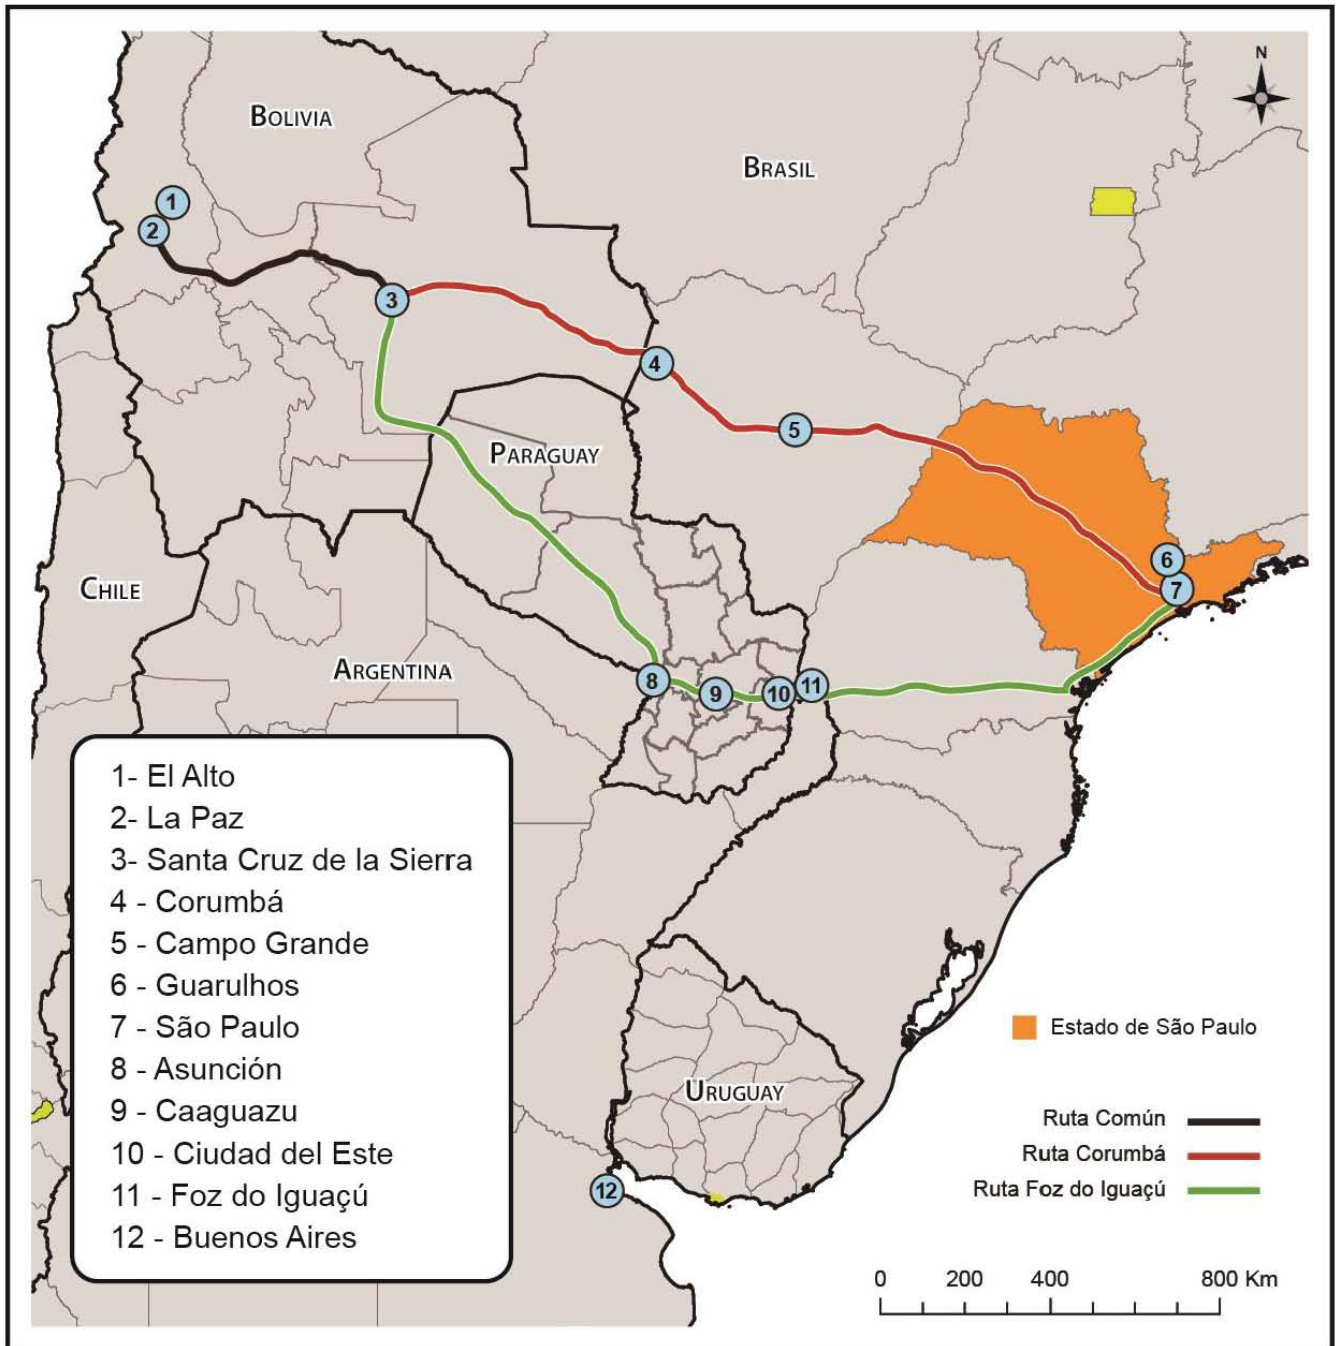 N
BOLIVIA
BRASIL
1
2
3
4
5
PARAGUAY
6
7
CHILE
ARGENTINA
8
9
10
11
1- El Alto
2- La Paz
3- Santa Cruz de la Sierra
4 - Corumbá
5 - Campo Grande
6 - Guarulhos
7 - São Paulo
8 - Asunción
9 - Caaguazu
10 - Ciudad del Este
11 - Foz do Iguaçú
12 - Buenos Aires
Estado de São Paulo
URUGUAY
Ruta Común
Ruta Corumbá
Ruta Foz do Iguaçú
12
0 200 400 800 Km